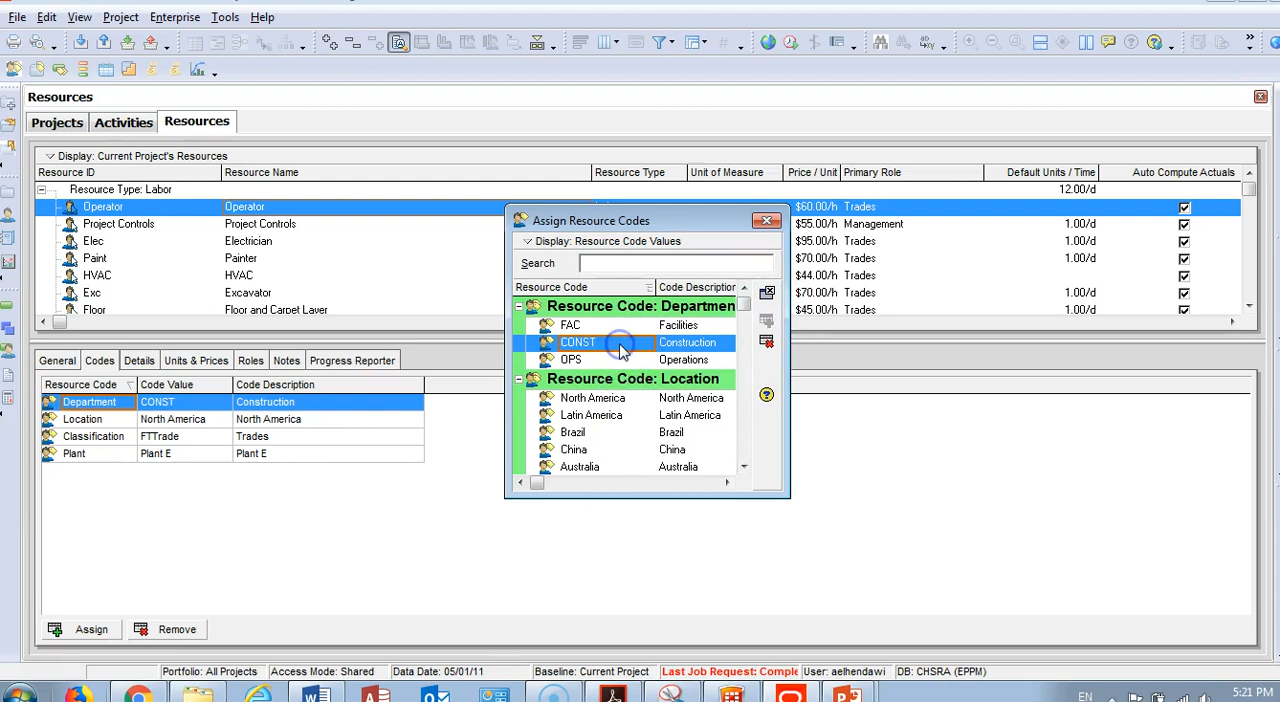 File Edit View Project Enterprise Tools Help
Resources
Projects Activities Resources
Display: Current Project's Resources
Resource ID Resource Name Resource Type Unit of Measure Price / Unit Primary Role Default Units / Time Auto Compute Actuals
Resource Type: Labor 12.00/d
Operator Operator $60.00/h Trades
Project Controls Project Controls $55.00/h Management 1.00/d
Elec Electrician $95.00/h Trades 1.00/d
Paint Painter $70.00/h Trades 1.00/d
HVAC HVAC $44.00/h
Exc Excavator $70.00/h Trades 1.00/d
Floor Floor and Carpet Laver $45.00/h Trades 1.00/d
Assign Resource Codes
Display: Resource Code Values
Search
Resource Code Code Description
Resource Code: Departmen
FAC Facilities
CONST Construction
OPS Operations
Resource Code: Location
North America North America
Latin America Latin America
Brazil Brazil
China China
Australia Australia
General Codes Details Units & Prices Roles Notes Progress Reporter
Resource Code Code Value Code Description
Department CONST Construction
Location North America North America
Classification FTTrade Trades
Plant Plant E Plant E
Assign Remove
Portfolio: All Projects Access Mode: Shared Data Date: 05/01/11 Baseline: Current Project Last Job Request: Comple User: aelhendawi DB: CHSRA (EPPM)
EN 5:21 PM